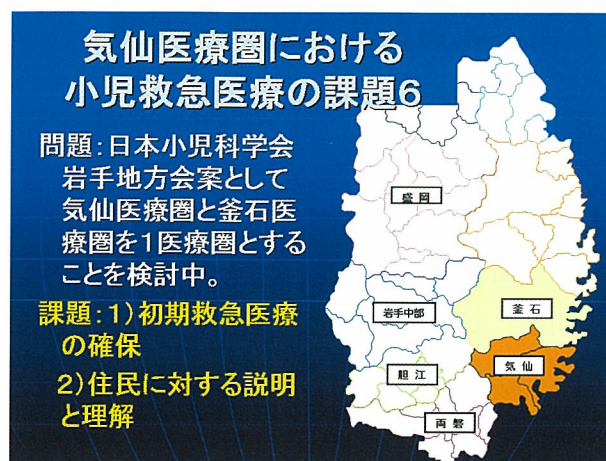 気仙医療圏における
小児救急医療の課題6
問題：日本小児科学会
岩手地方会案として
気仙医療圏と釜石医
療圏を1医療圏とする
ことを検討中。
課題：1）初期救急医療
の確保
2）住民に対する説明
と理解
盛岡
岩手中部
釜石
胆江
気仙
両磐